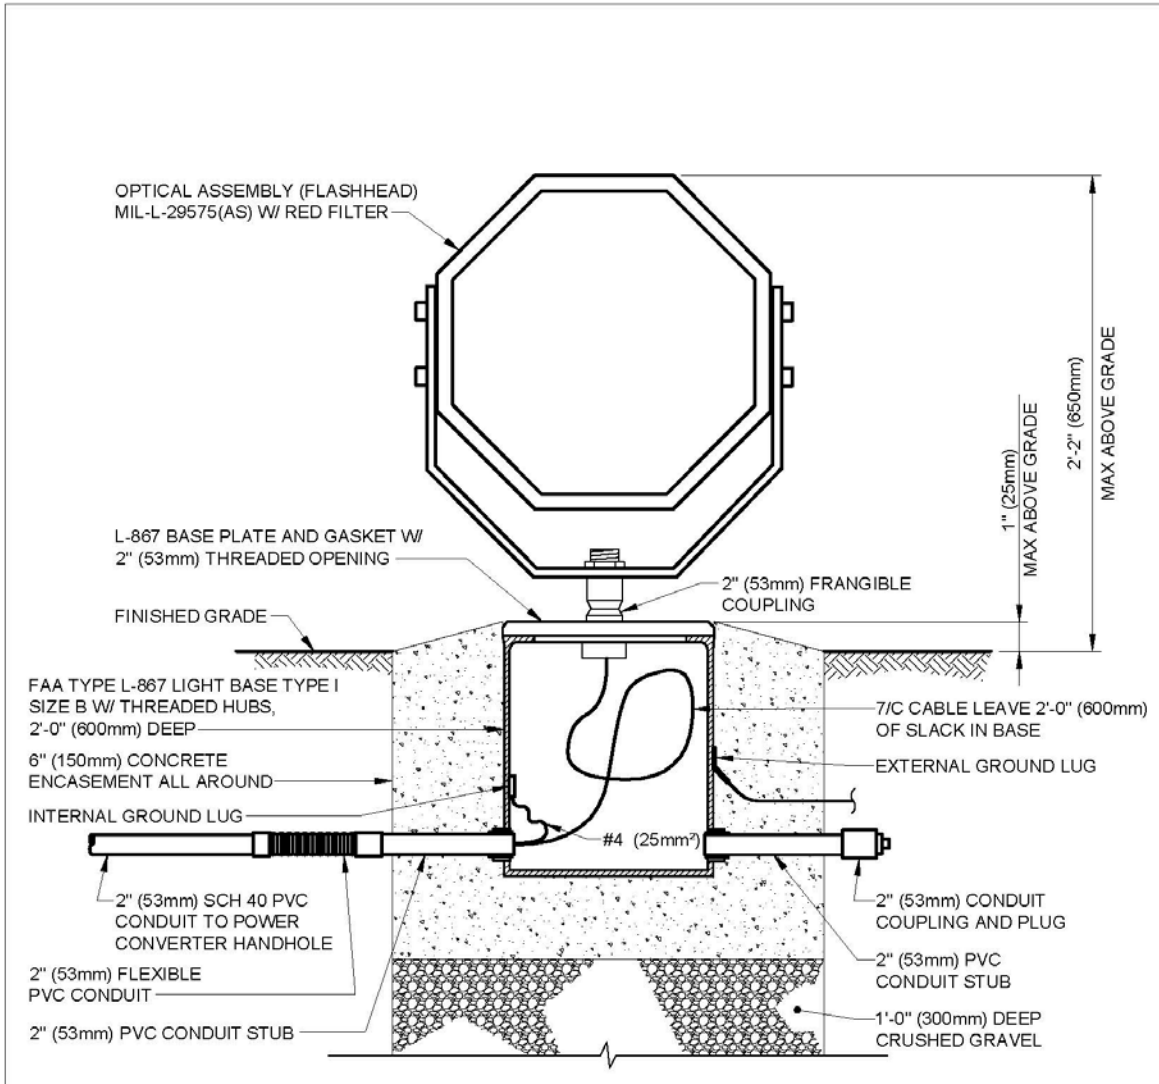 OPTICAL ASSEMBLY (FLASHHEAD)
MIL-L-29575(AS) W/ RED FILTER
2'-2" (650mm)
MAX ABOVE GRADE
1" (25mm)
MAX ABOVE GRADE
L-867 BASE PLATE AND GASKET W/
2" (53mm) THREADED OPENING
2" (53mm) FRANGIBLE
COUPLING
FINISHED GRADE
FAA TYPE L-867 LIGHT BASE TYPE I
SIZE B W/ THREADED HUBS,
2'-0" (600mm) DEEP
7/C CABLE LEAVE 2'-0" (600mm)
OF SLACK IN BASE
6" (150mm) CONCRETE
ENCASEMENT ALL AROUND
EXTERNAL GROUND LUG
INTERNAL GROUND LUG
#4 (25mm²)
2" (53mm) SCH 40 PVC
CONDUIT TO POWER
CONVERTER HANDHOLE
2" (53mm) CONDUIT
COUPLING AND PLUG
2" (53mm) FLEXIBLE
PVC CONDUIT
2" (53mm) PVC
CONDUIT STUB
2" (53mm) PVC CONDUIT STUB
1'-0" (300mm) DEEP
CRUSHED GRAVEL